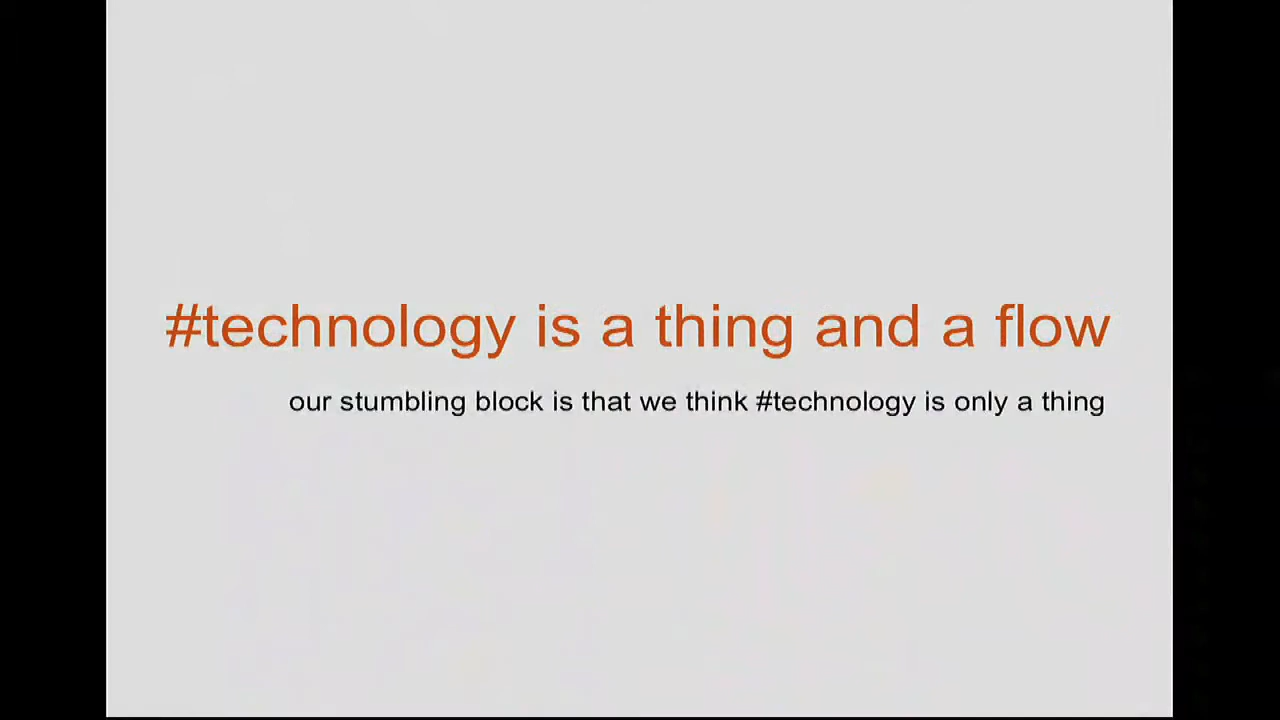 #technology is a thing and a flow
our stumbling block is that we think #technology is only a thing